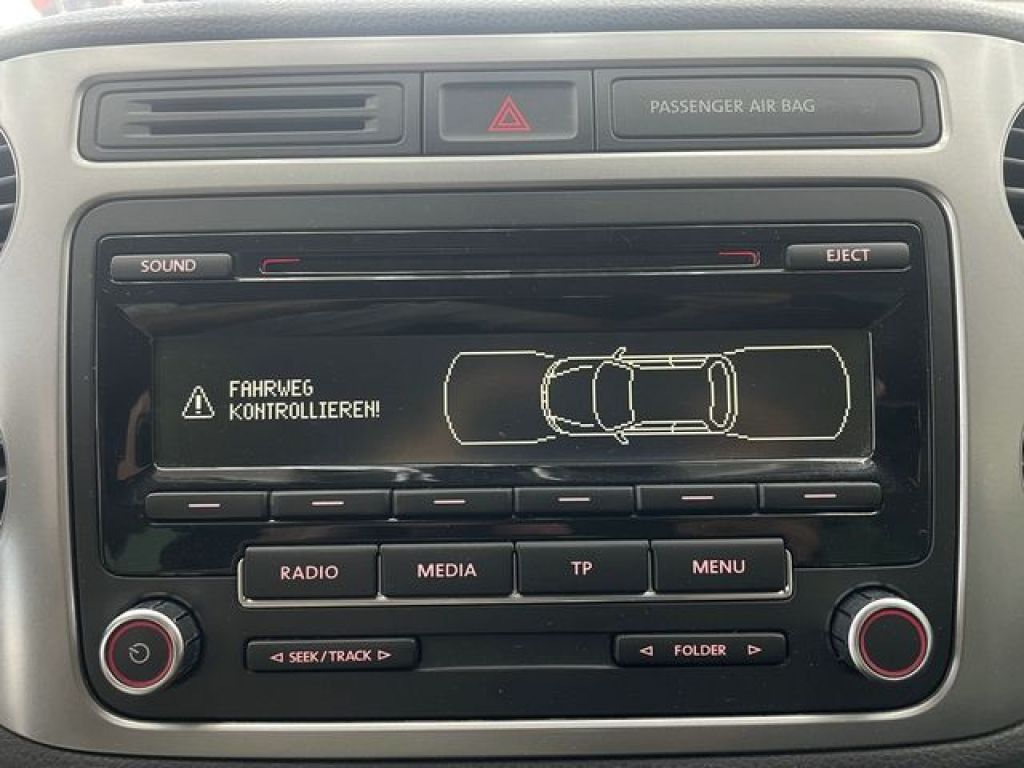 PASSENGER AIR BAG
SOUND
EJECT
FAHRWEG
KONTROLLIEREN!
RADIO
MEDIA
TP
MENU
SEEK/TRACK
FOLDER